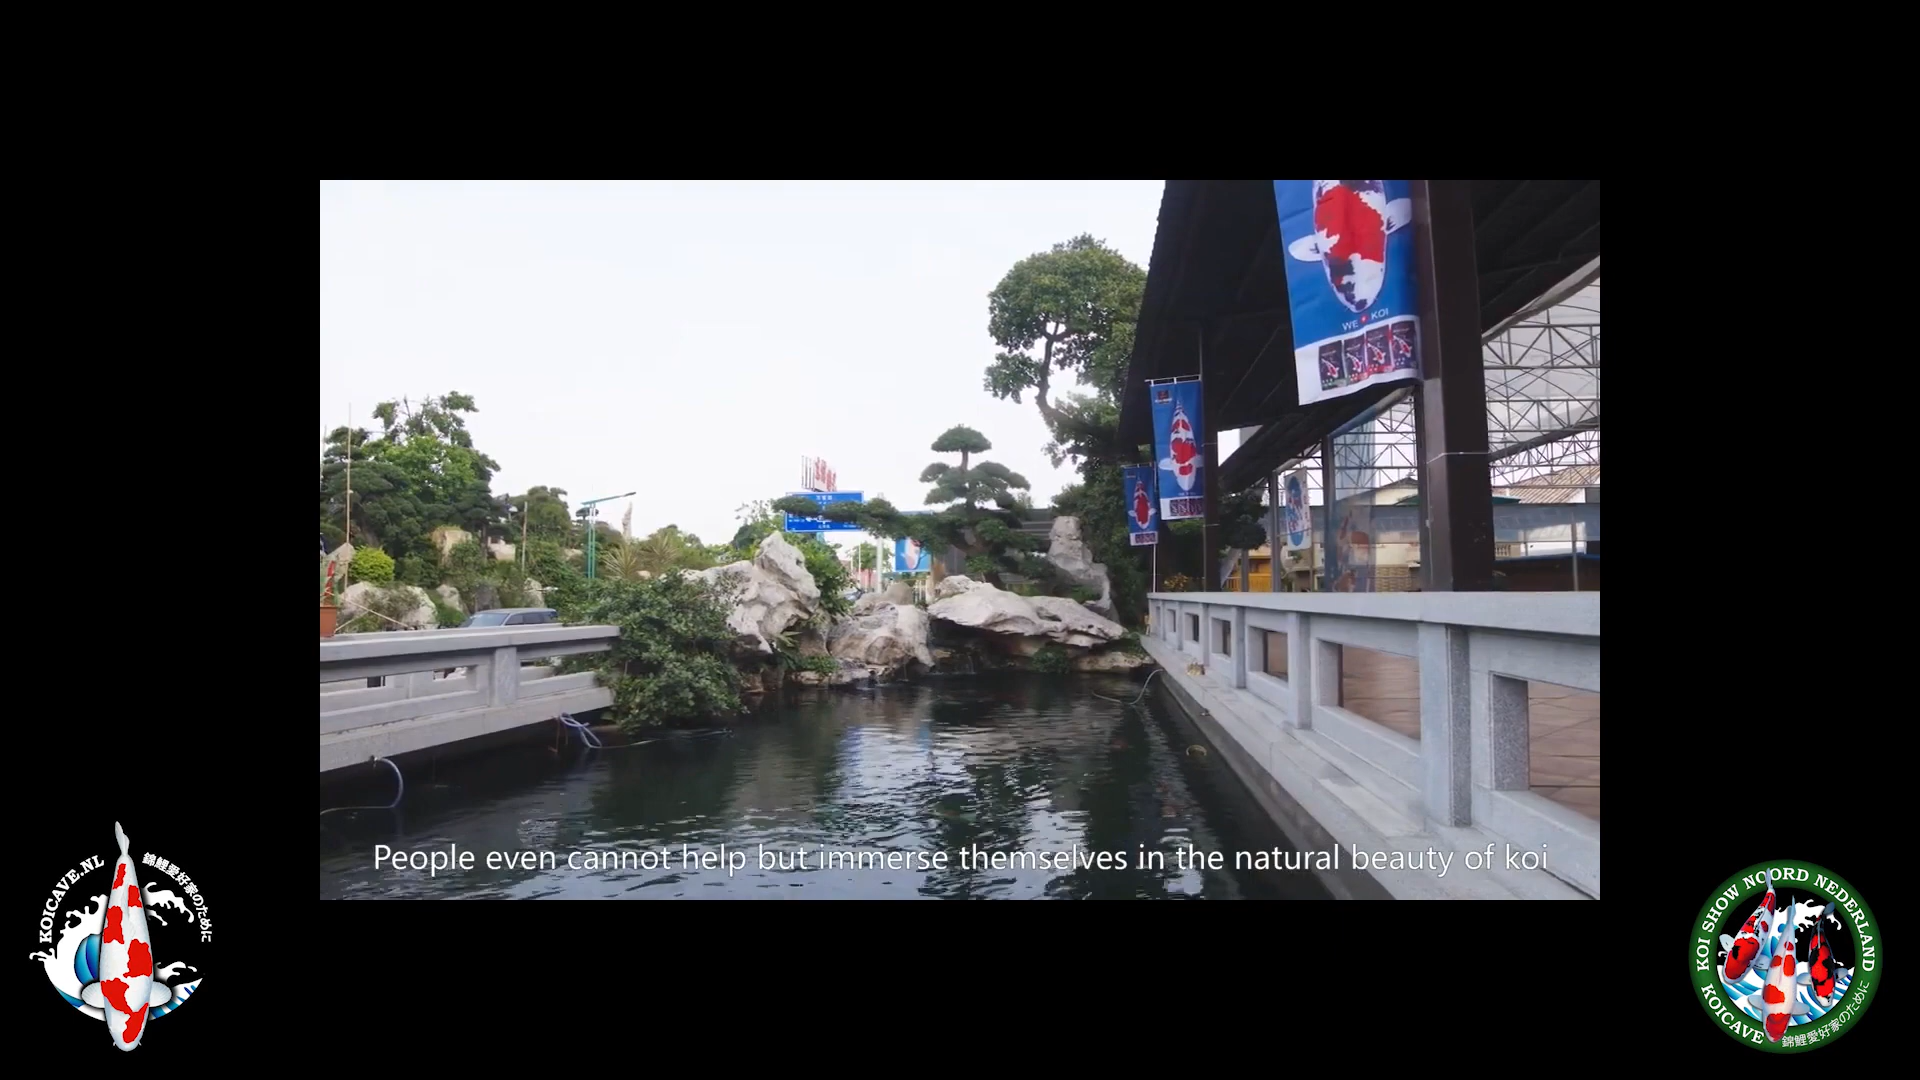 WE KOI
People even cannot help but immerse themselves in the natural beauty of koi
KOICAVE.NL
錦鯉愛好家のために
KOI SHOW NOORD NEDERLAND
KOICAVE
錦鯉愛好家のために